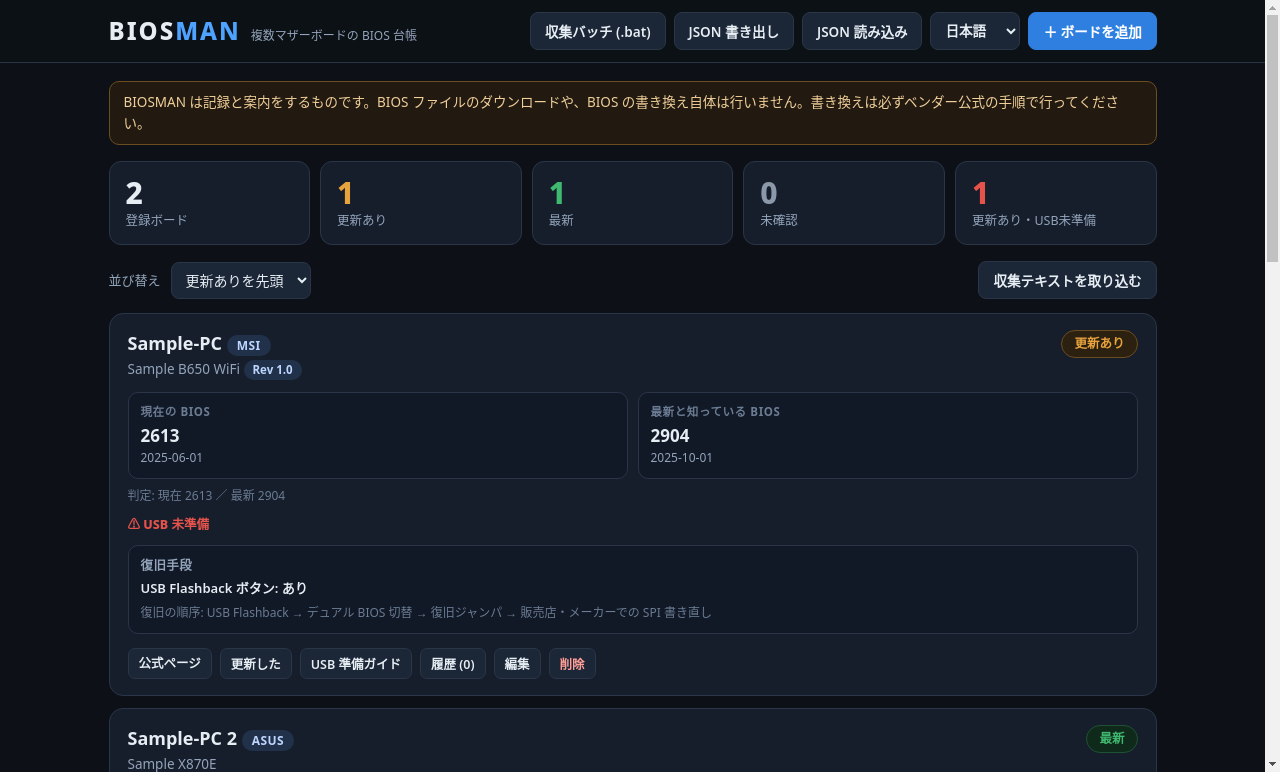 BIOSMAN 複数マザーボードの BIOS 台帳 収集バッチ (.bat) JSON 書き出し JSON 読み込み 日本語 ＋ ボードを追加
BIOSMAN は記録と案内をするものです。BIOS ファイルのダウンロードや、BIOS の書き換え自体は行いません。書き換えは必ずベンダー公式の手順で行ってくださ
い。
2 1 1 0 1
登録ボード 更新あり 最新 未確認 更新あり・USB未準備
並び替え 更新ありを先頭 収集テキストを取り込む
Sample-PC MSI 更新あり
Sample B650 WiFi Rev 1.0
現在の BIOS 最新と知っている BIOS
2613 2904
2025-06-01 2025-10-01
判定: 現在 2613 ／ 最新 2904
⚠ USB 未準備
復旧手段
USB Flashback ボタン: あり
復旧の順序: USB Flashback → デュアル BIOS 切替 → 復旧ジャンパ → 販売店・メーカーでの SPI 書き直し
公式ページ 更新した USB 準備ガイド 履歴 (0) 編集 削除
Sample-PC 2 ASUS 最新
Sample X870E